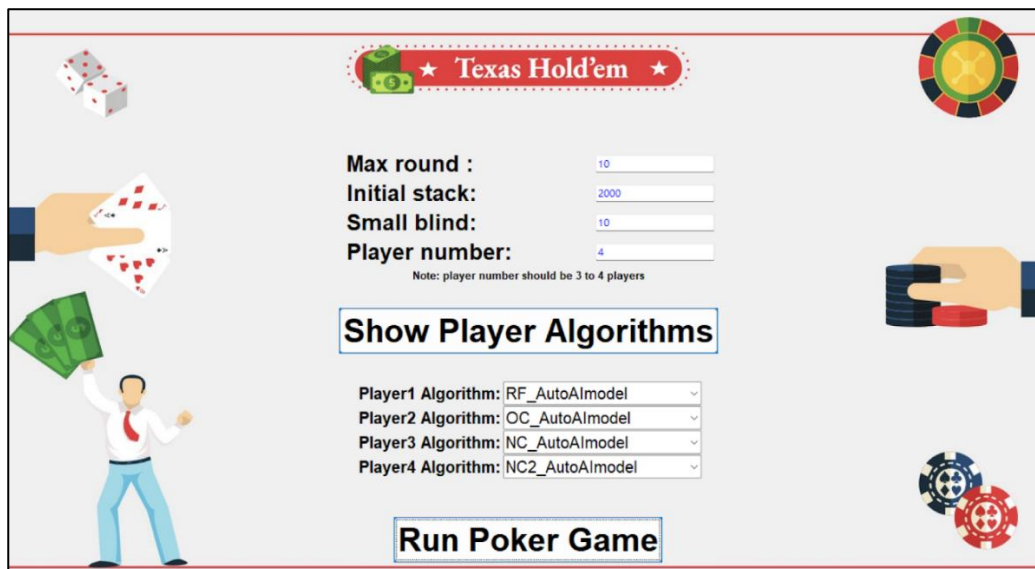 Texas Hold'em
Max round : 10
Initial stack: 2000
Small blind: 10
Player number: 4
Note: player number should be 3 to 4 players
Show Player Algorithms
Player1 Algorithm: RF_AutoAImodel
Player2 Algorithm: OC_AutoAImodel
Player3 Algorithm: NC_AutoAImodel
Player4 Algorithm: NC2_AutoAImodel
Run Poker Game